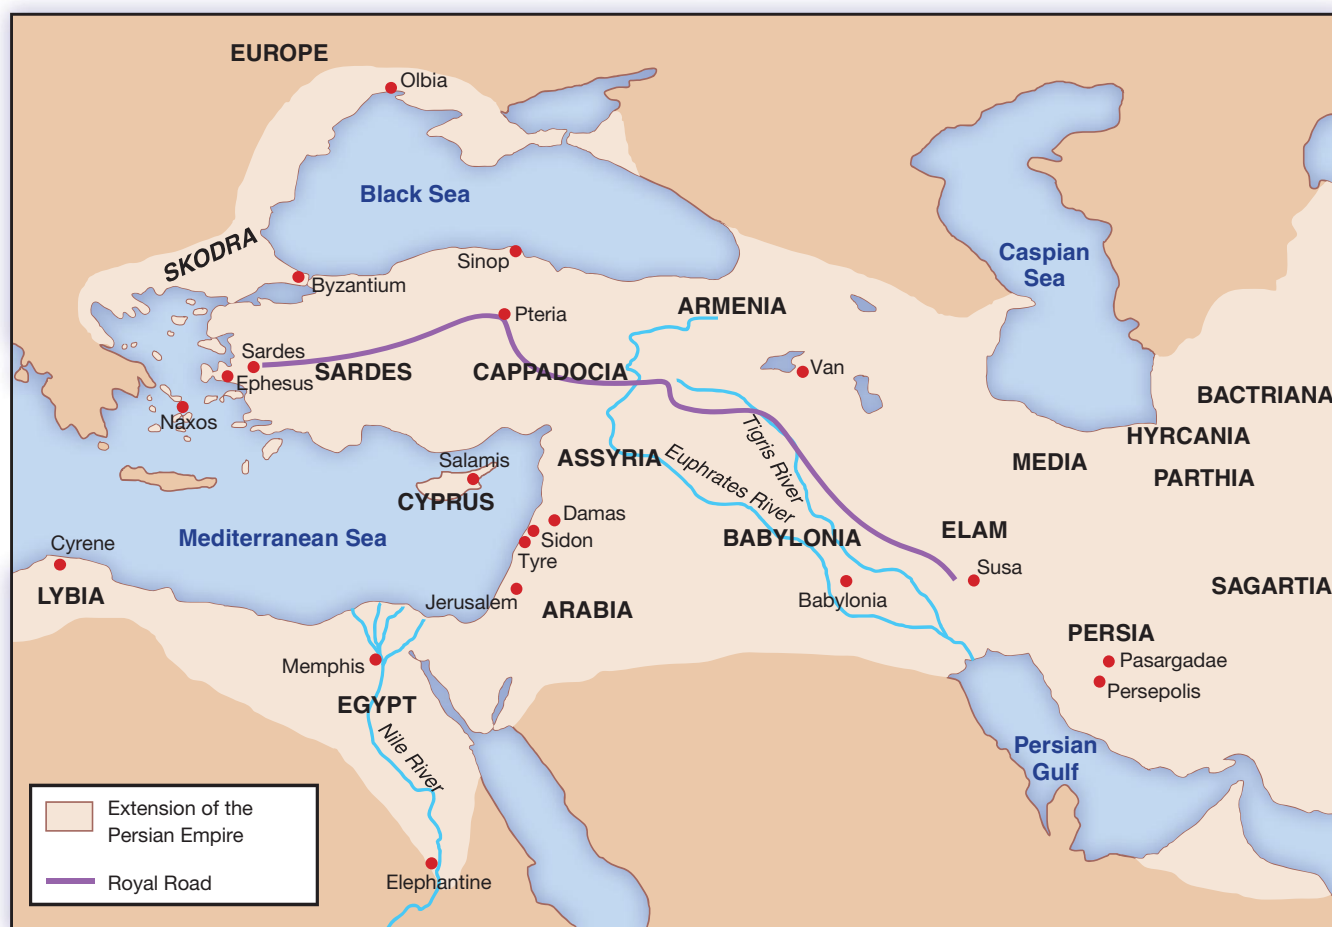 EUROPE
Olbia
Black Sea
SKODRA
Sinop
Caspian
Sea
Byzantium
ARMENIA
Pteria
Sardes
SARDES
CAPPADOCIA
Van
Ephesus
BACTRIANA
Naxos
HYRCANIA
Tigris River
Salamis
ASSYRIA
MEDIA
Euphrates River
PARTHIA
CYPRUS
Damas
Mediterranean Sea
Sidon
BABYLONIA
ELAM
Cyrene
Tyre
Susa
LYBIA
Jerusalem
ARABIA
Babylonia
SAGARTIA
PERSIA
Memphis
Pasargadae
Persepolis
EGYPT
Nile River
Persian
Gulf
Extension of the
Persian Empire
Royal Road
Elephantine